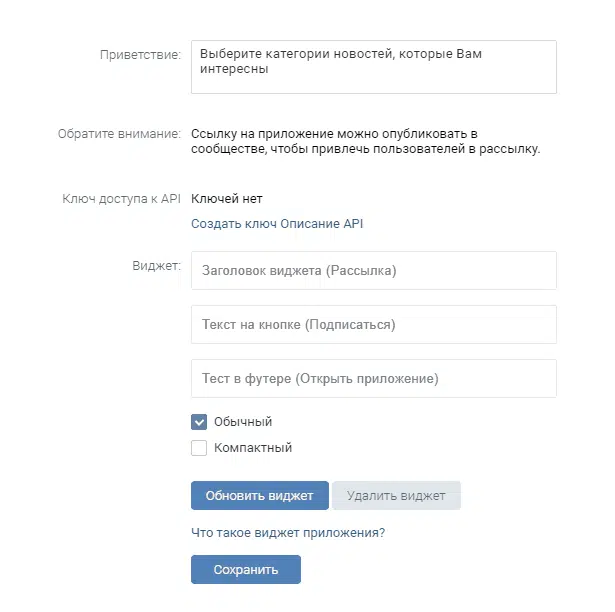 Приветствие: Выберите категории новостей, которые Вам
интересны
Обратите внимание: Ссылку на приложение можно опубликовать в
сообществе, чтобы привлечь пользователей в рассылку.
Ключ доступа к API Ключей нет
Создать ключ Описание API
Виджет: Заголовок виджета (Рассылка)
Текст на кнопке (Подписаться)
Тест в футере (Открыть приложение)
Обычный
Компактный
Обновить виджет Удалить виджет
Что такое виджет приложения?
Сохранить